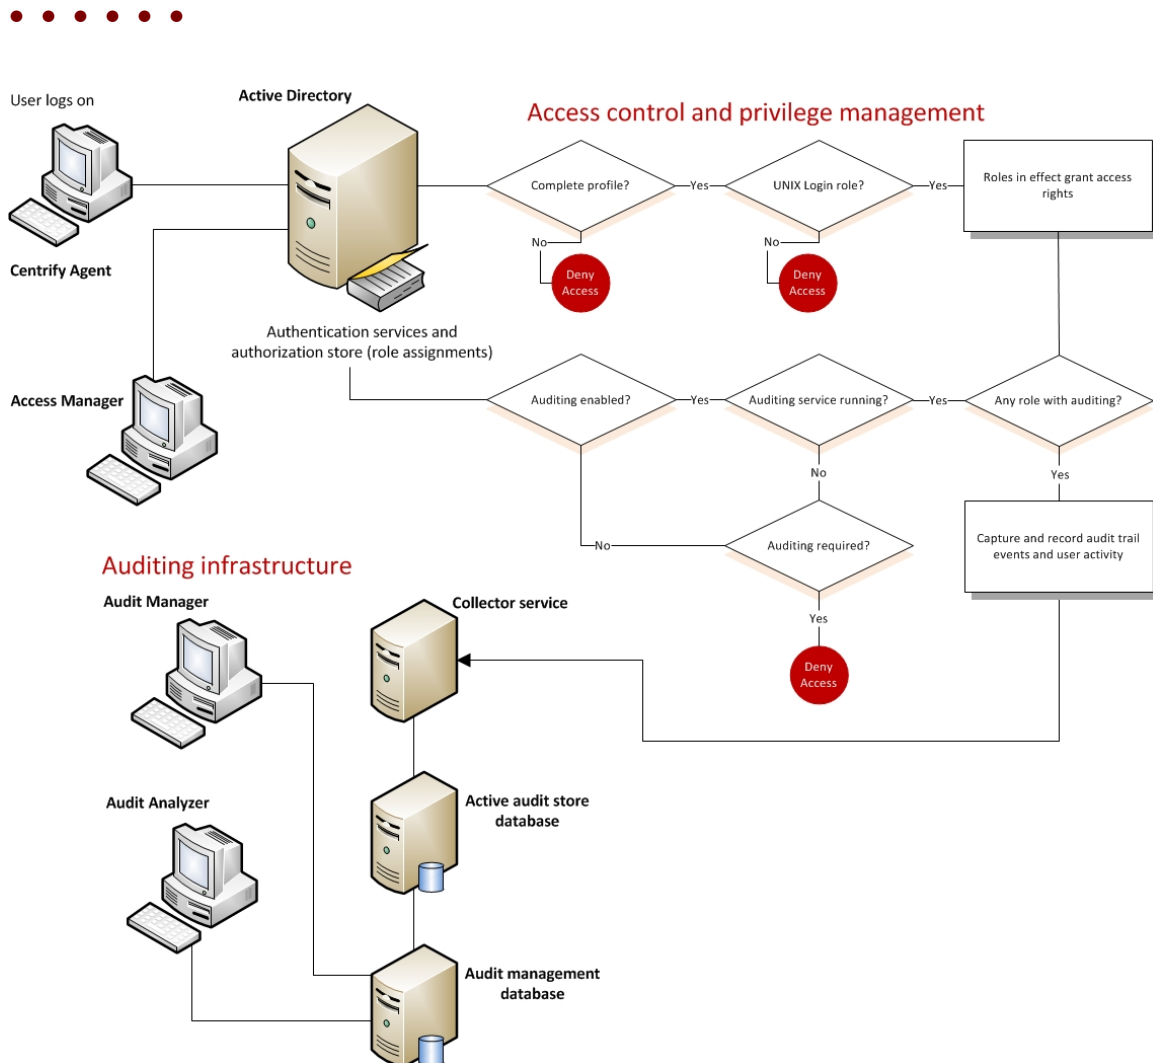 User logs on
Active Directory
Access control and privilege management
Complete profile?
Yes
UNIX Login role?
Yes
Roles in effect grant access
rights
No
Deny
Access
No
Deny
Access
Centrify Agent
Authentication services and
authorization store (role assignments)
Access Manager
Auditing enabled?
Yes
Auditing service running?
Yes
Any role with auditing?
No
Yes
No
Auditing required?
Capture and record audit trail
events and user activity
Yes
Deny
Access
Auditing infrastructure
Audit Manager
Collector service
Audit Analyzer
Active audit store
database
Audit management
database